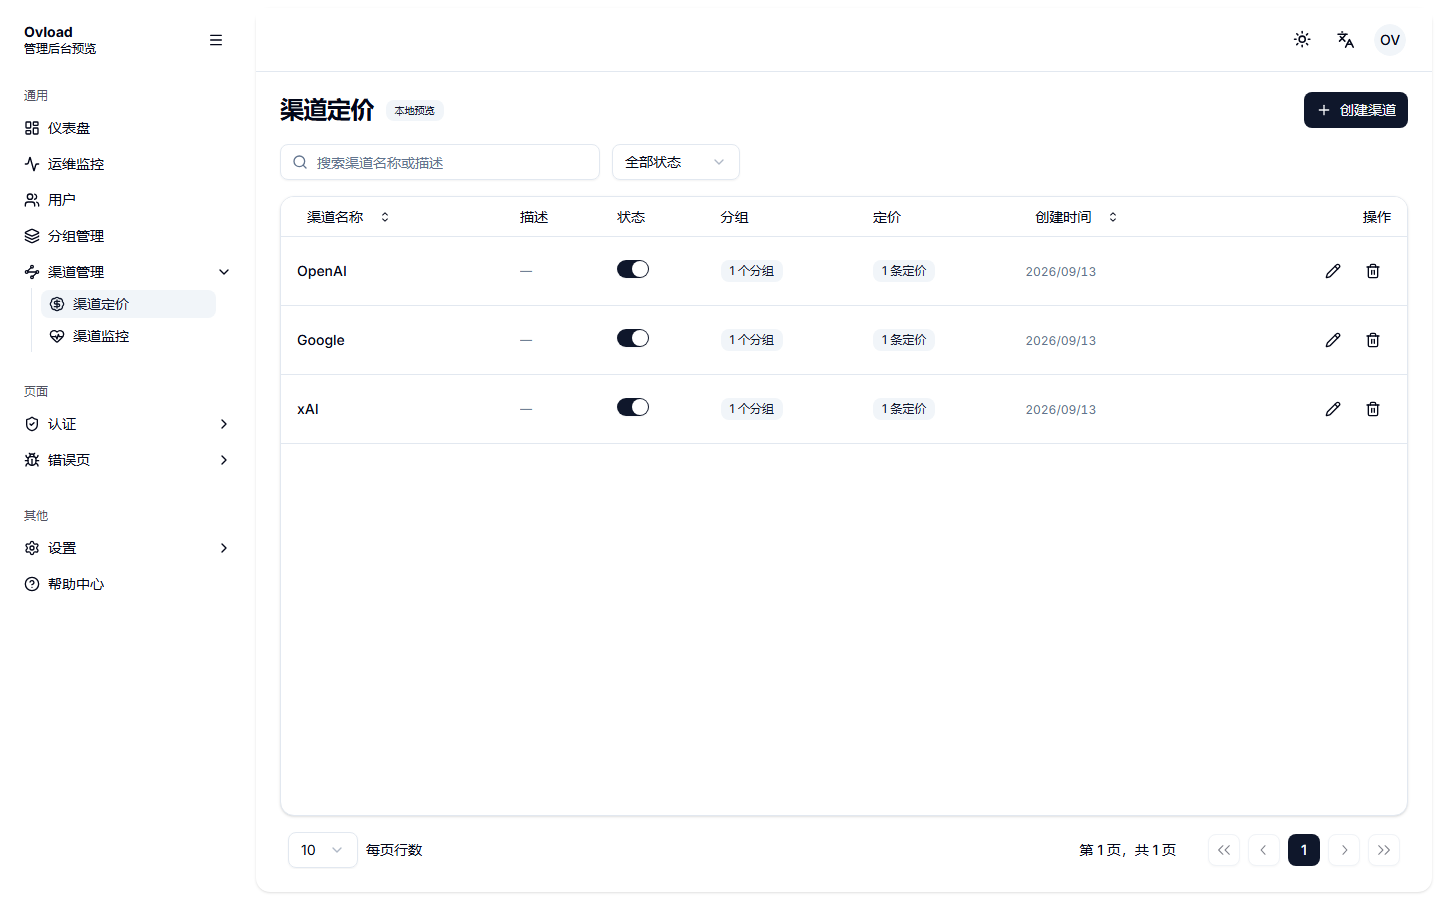 Ovload
管理后台预览
OV
通用
仪表盘
运维监控
用户
分组管理
渠道管理
渠道定价
渠道监控
页面
认证
错误页
其他
设置
帮助中心
渠道定价
本地预览
创建渠道
搜索渠道名称或描述
全部状态
渠道名称 描述 状态 分组 定价 创建时间 操作
OpenAI — 1 个分组 1 条定价 2026/09/13
Google — 1 个分组 1 条定价 2026/09/13
xAI — 1 个分组 1 条定价 2026/09/13
10 每页行数
第 1 页，共 1 页
1